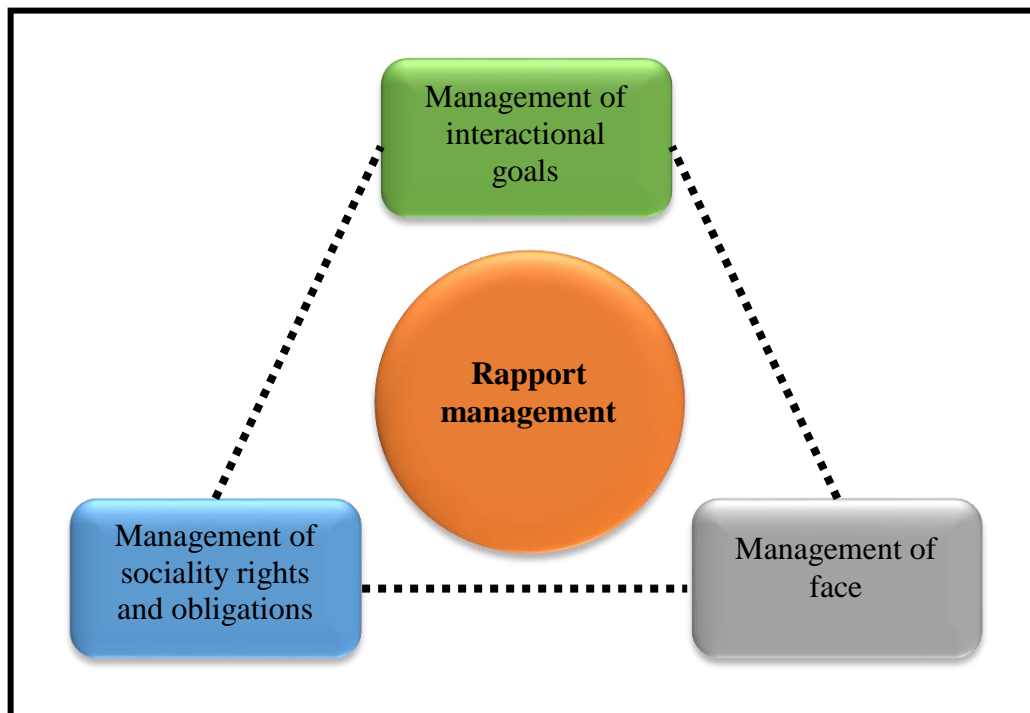 Management of
interactional
goals
Rapport
management
Management of
sociality rights
and obligations
Management of
face